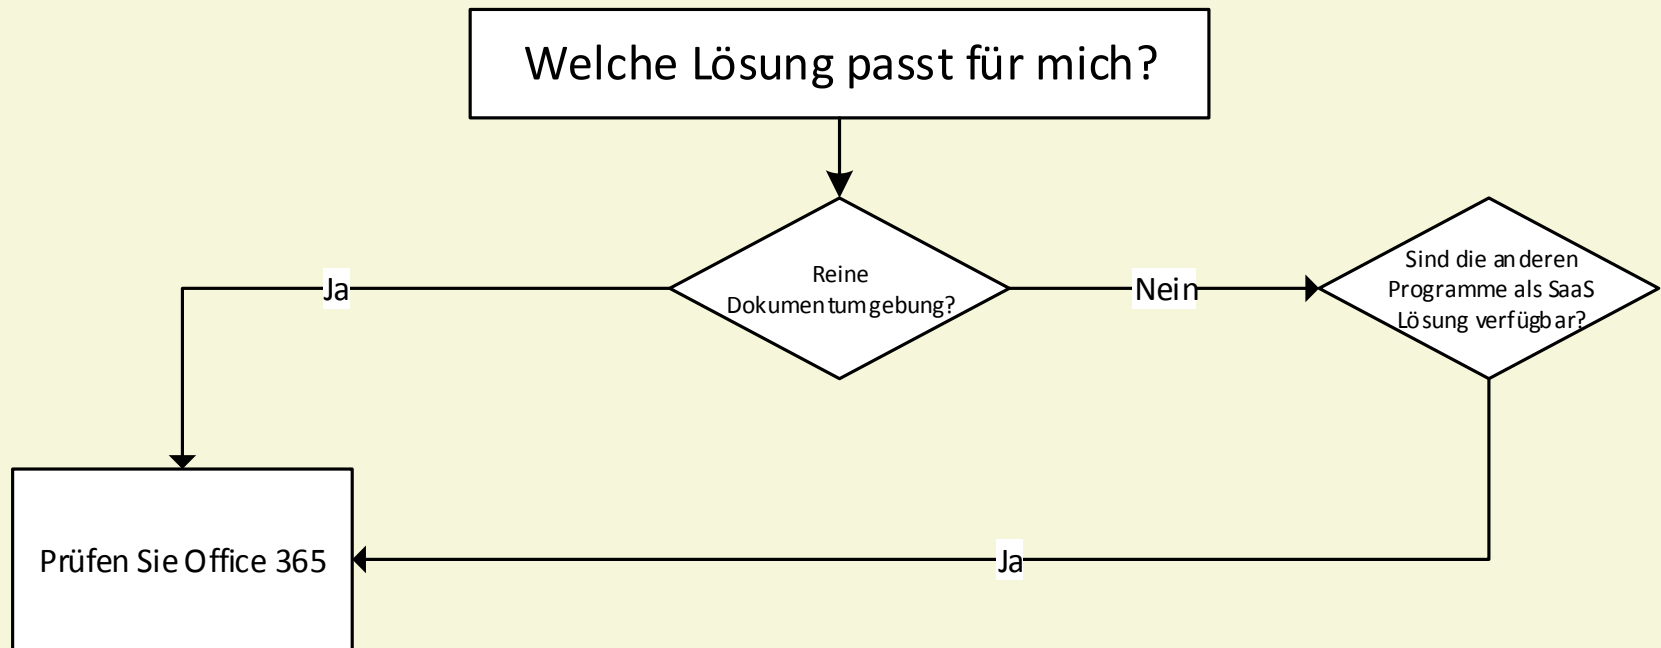 Welche Lösung passt für mich?
Reine
Dokumentumgebung?
Ja
Nein
Sind die anderen
Programme als SaaS
Lösung verfügbar?
Prüfen Sie Office 365
Ja